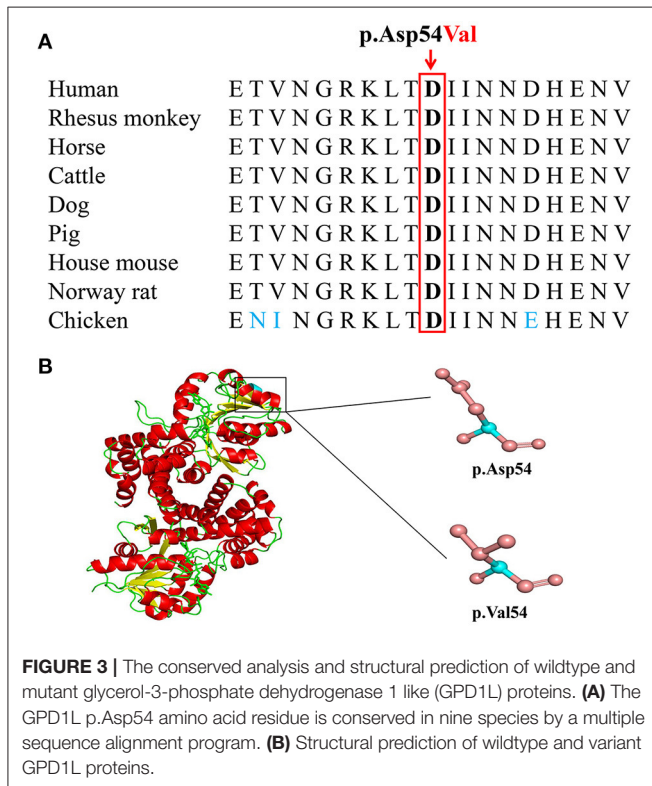 A
p.Asp54Val
Human E T V N G R K L T D I I N N D H E N V
Rhesus monkey E T V N G R K L T D I I N N D H E N V
Horse E T V N G R K L T D I I N N D H E N V
Cattle E T V N G R K L T D I I N N D H E N V
Dog E T V N G R K L T D I I N N D H E N V
Pig E T V N G R K L T D I I N N D H E N V
House mouse E T V N G R K L T D I I N N D H E N V
Norway rat E T V N G R K L T D I I N N D H E N V
Chicken E N I N G R K L T D I I N N E H E N V
B
p.Asp54
p.Val54
FIGURE 3 | The conserved analysis and structural prediction of wildtype and
mutant glycerol-3-phosphate dehydrogenase 1 like (GPD1L) proteins. (A) The
GPD1L p.Asp54 amino acid residue is conserved in nine species by a multiple
sequence alignment program. (B) Structural prediction of wildtype and variant
GPD1L proteins.